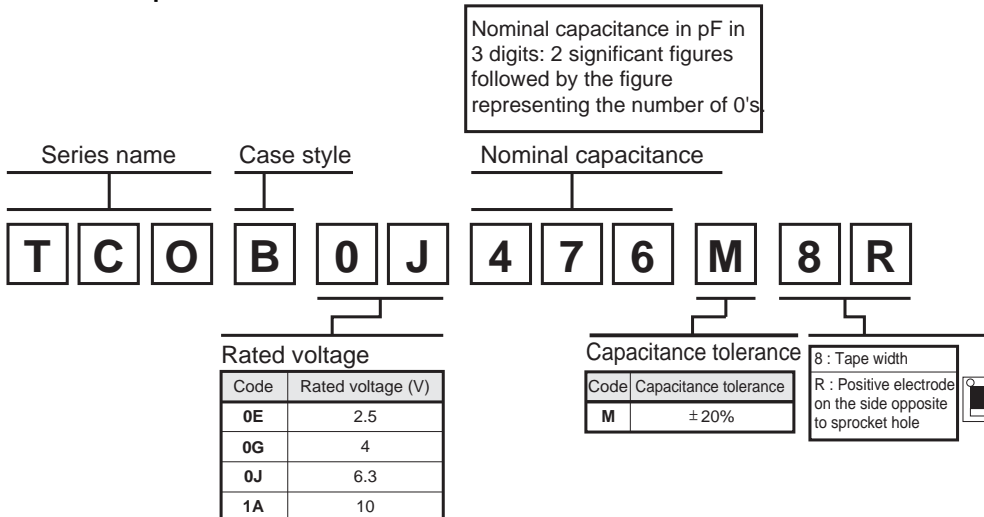 Nominal capacitance in pF in
3 digits: 2 significant figures
followed by the figure
representing the number of 0's.
Series name
Case style
Nominal capacitance
T C O B 0 J 4 7 6 M 8 R
Rated voltage
Code Rated voltage (V)
0E 2.5
0G 4
0J 6.3
1A 10
Capacitance tolerance
Code Capacitance tolerance
M ±20%
8 : Tape width
R : Positive electrode
on the side opposite
to sprocket hole